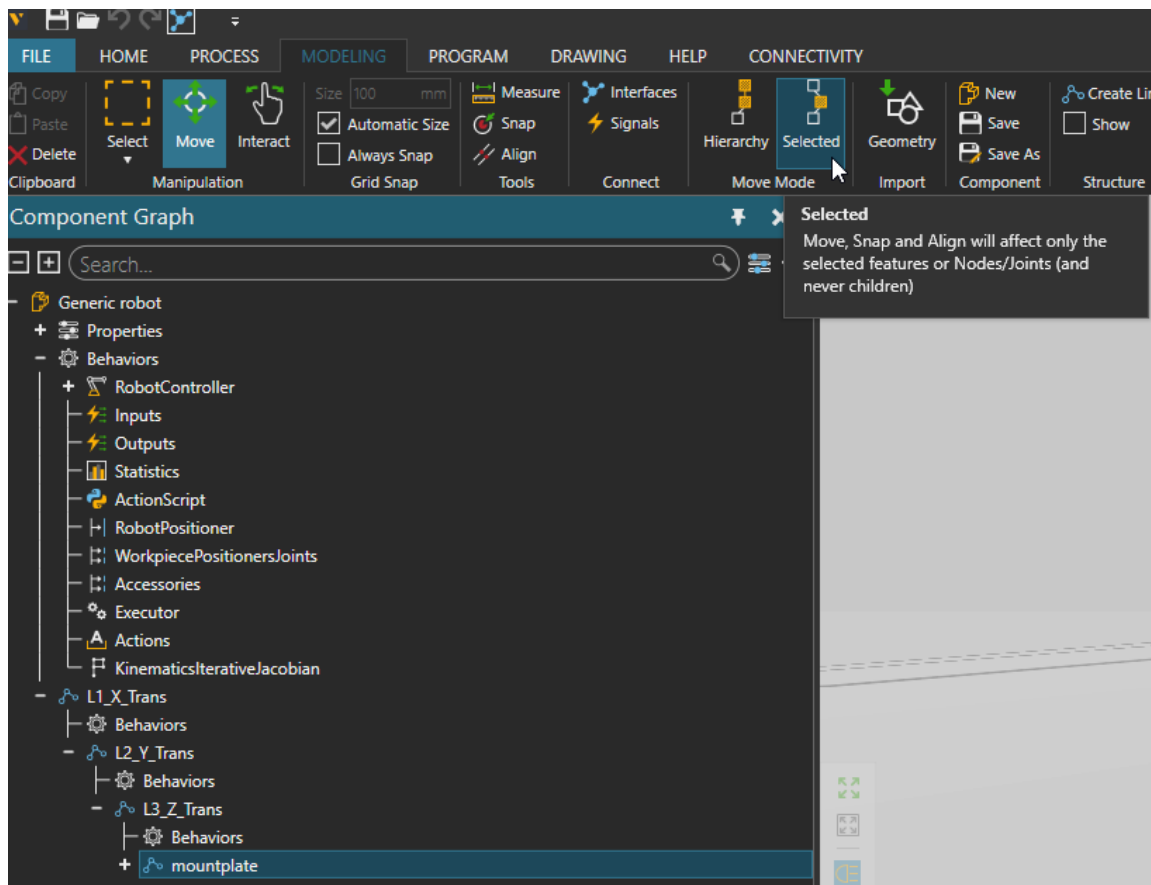 FILE HOME PROCESS MODELING PROGRAM DRAWING HELP CONNECTIVITY
Copy
Paste
Delete
Clipboard
Select
Move
Interact
Manipulation
Size 100 mm
Automatic Size
Always Snap
Grid Snap
Measure
Snap
Align
Tools
Interfaces
Signals
Connect
Hierarchy
Selected
Move Mode
Geometry
Import
New
Save
Save As
Component
Create Lin
Show
Structure
Component Graph
Search...
Selected
Move, Snap and Align will affect only the
selected features or Nodes/Joints (and
never children)
Generic robot
Properties
Behaviors
RobotController
Inputs
Outputs
Statistics
ActionScript
RobotPositioner
WorkpiecePositionersJoints
Accessories
Executor
Actions
KinematicsIterativeJacobian
L1_X_Trans
Behaviors
L2_Y_Trans
Behaviors
L3_Z_Trans
Behaviors
mountplate